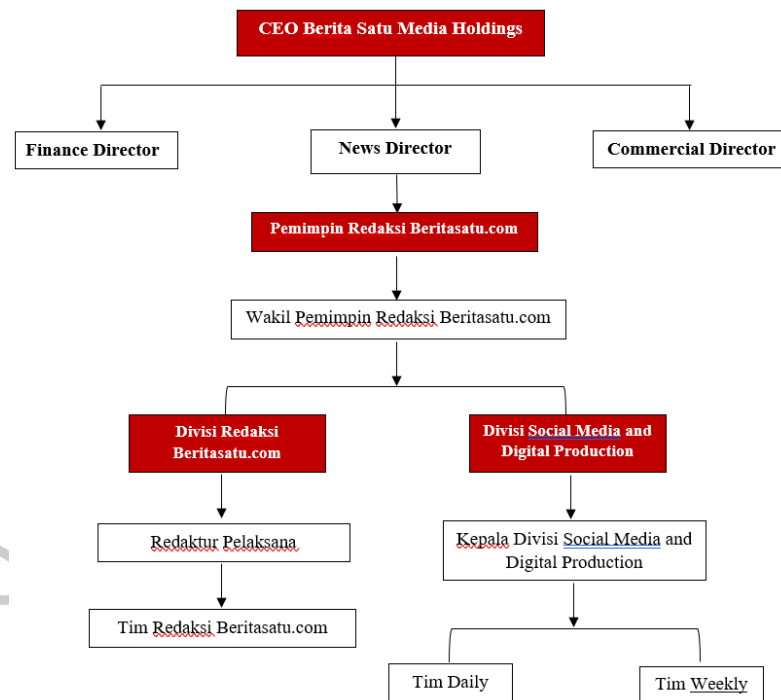 CEO Berita Satu Media Holdings
Finance Director
News Director
Commercial Director
Pemimpin Redaksi Beritasatu.com
Wakil Pemimpin Redaksi Beritasatu.com
Divisi Redaksi
Beritasatu.com
Divisi Social Media and
Digital Production
Redaktur Pelaksana
Kepala Divisi Social Media and
Digital Production
Tim Redaksi Beritasatu.com
Tim Daily
Tim Weekly